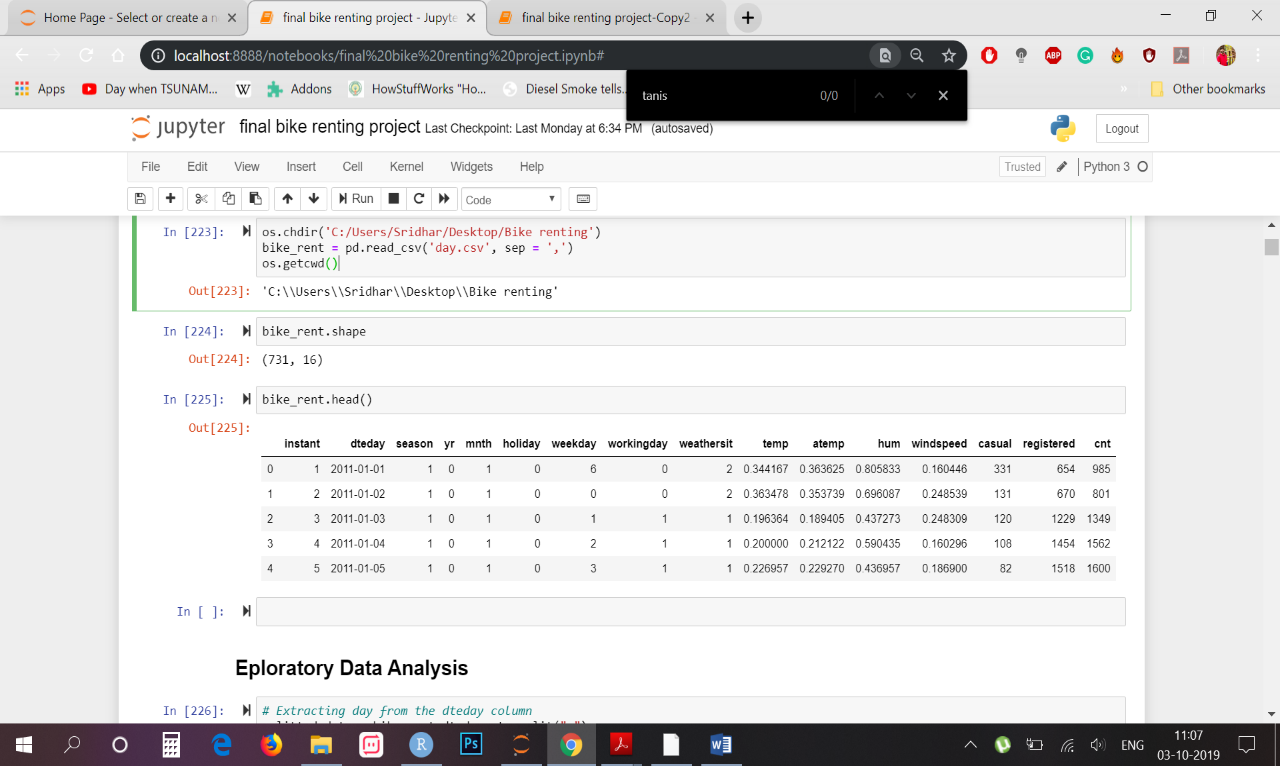 Home Page - Select or create a n
final bike renting project - Jupyte
final bike renting project-Copy2
localhost:8888/notebooks/final%20bike%20renting%20project.ipynb#
ABP
Apps
Day when TSUNAM...
W
Addons
HowStuffWorks "Ho...
Diesel Smoke tells..
»
Other bookmarks
tanis
0/0
jupyter
final bike renting project
Last Checkpoint: Last Monday at 6:34 PM (autosaved)
Logout
File Edit View Insert Cell Kernel Widgets Help
Trusted
Python 3
Run
Code
In [223]:
os.chdir('C:/Users/Sridhar/Desktop/Bike renting')
bike_rent = pd.read_csv('day.csv', sep = ',')
os.getcwd()
Out[223]: 'C:\\Users\\Sridhar\\Desktop\\Bike renting'
In [224]: bike_rent.shape
Out[224]: (731, 16)
In [225]: bike_rent.head()
Out[225]:
instant dteday season yr mnth holiday weekday workingday weathersit temp atemp hum windspeed casual registered cnt
0 1 2011-01-01 1 0 1 0 6 0 2 0.344167 0.363625 0.805833 0.160446 331 654 985
1 2 2011-01-02 1 0 1 0 0 0 2 0.363478 0.353739 0.696087 0.248539 131 670 801
2 3 2011-01-03 1 0 1 0 1 1 1 0.196364 0.189405 0.437273 0.248309 120 1229 1349
3 4 2011-01-04 1 0 1 0 2 1 1 0.200000 0.212122 0.590435 0.160296 108 1454 1562
4 5 2011-01-05 1 0 1 0 3 1 1 0.226957 0.229270 0.436957 0.186900 82 1518 1600
In [ ]:
Eploratory Data Analysis
In [226]: # Extracting day from the dteday column
R
Ps
ENG
11:07
03-10-2019